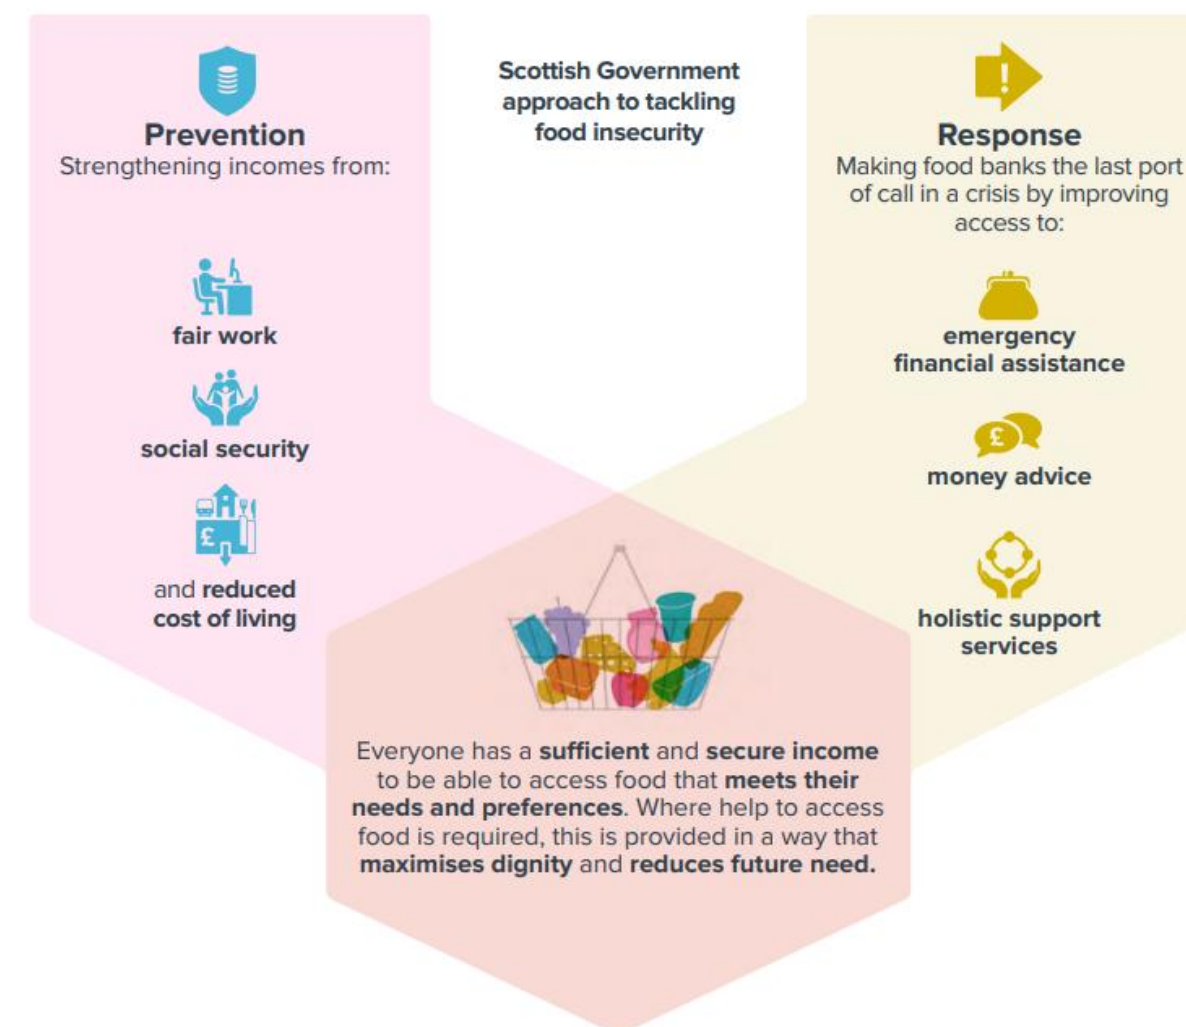 Scottish Government
approach to tackling
food insecurity
Prevention
Strengthening incomes from:
fair work
social security
£
and reduced
cost of living
!
Response
Making food banks the last port
of call in a crisis by improving
access to:
emergency
financial assistance
£
money advice
holistic support
services
Everyone has a sufficient and secure income
to be able to access food that meets their
needs and preferences. Where help to access
food is required, this is provided in a way that
maximises dignity and reduces future need.